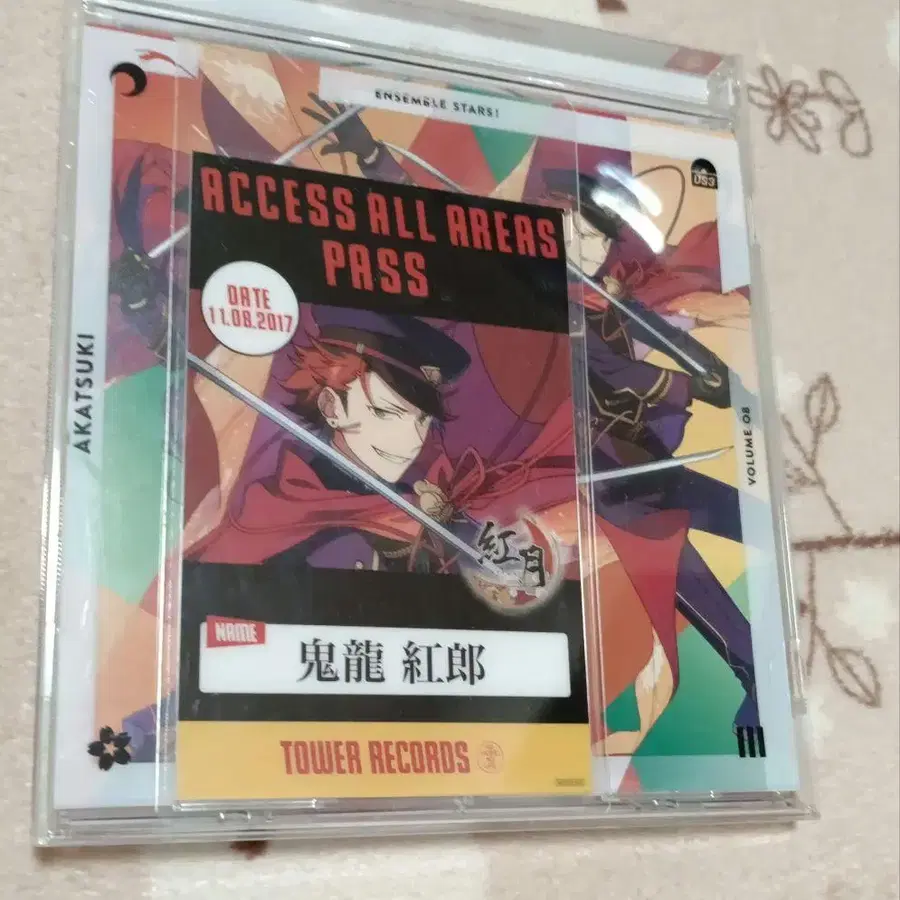 ENSEMBLE STARS!
US3
ACCESS ALL AREAS
PASS
DATE
11.08.2017
AKATSUKI
VOLUME 08
紅月
NAME
鬼龍 紅郎
TOWER RECORDS